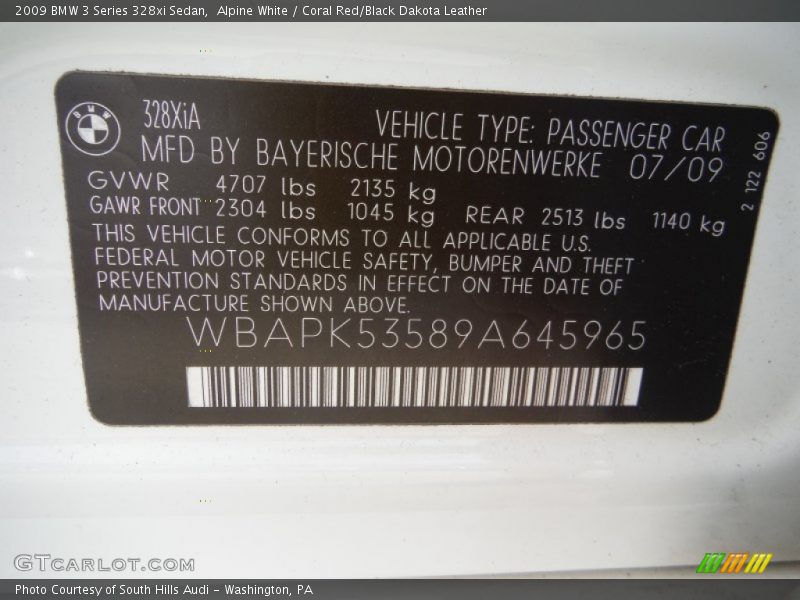 2009 BMW 3 Series 328xi Sedan,  Alpine White / Coral Red/Black Dakota Leather
BMW
328XiA
VEHICLE TYPE: PASSENGER CAR
MFD BY BAYERISCHE MOTORENWERKE 07/09
GVWR 4707 lbs 2135 kg
GAWR FRONT 2304 lbs 1045 kg REAR 2513 lbs 1140 kg
THIS VEHICLE CONFORMS TO ALL APPLICABLE U.S.
FEDERAL MOTOR VEHICLE SAFETY, BUMPER AND THEFT
PREVENTION STANDARDS IN EFFECT ON THE DATE OF
MANUFACTURE SHOWN ABOVE.
WBAPK53589A645965
2 122 606
GTCARLOT.COM
Photo Courtesy of South Hills Audi - Washington, PA